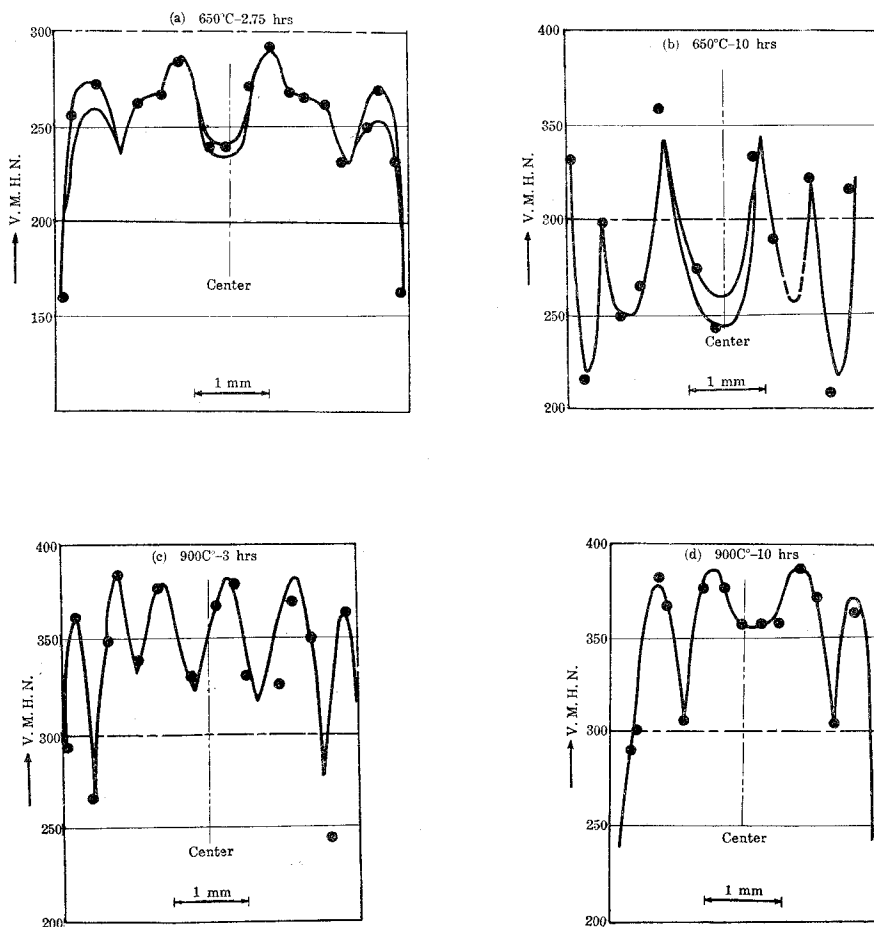 (a) 650°C–2.75 hrs
300
250
200
150
→ V. M. H. N.
Center
1 mm
(b) 650°C–10 hrs
400
350
300
250
200
→ V. M. H. N.
Center
1 mm
(c) 900C°–3 hrs
400
350
300
250
200
→ V. M. H. N.
Center
1 mm
(d) 900C°–10 hrs
400
350
300
250
200
→ V. M. H. N.
Center
1 mm